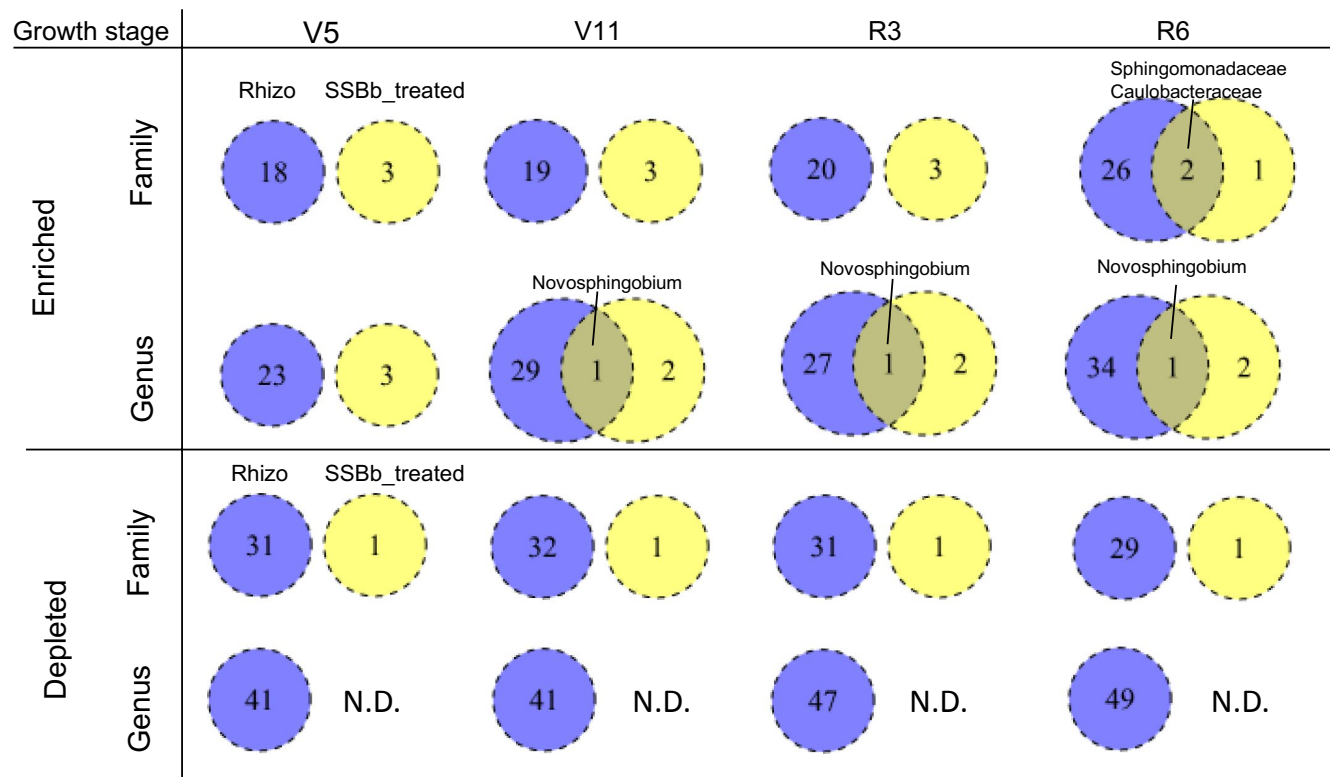 Growth stage V5 V11 R3 R6
Enriched
Family
Rhizo SSBb_treated
Sphingomonadaceae
Caulobacteraceae
18 3 19 3 20 3 26 2 1
Genus
Novosphingobium Novosphingobium Novosphingobium
23 3 29 1 2 27 1 2 34 1 2
Depleted
Family
Rhizo SSBb_treated
31 1 32 1 31 1 29 1
Genus
41 N.D. 41 N.D. 47 N.D. 49 N.D.